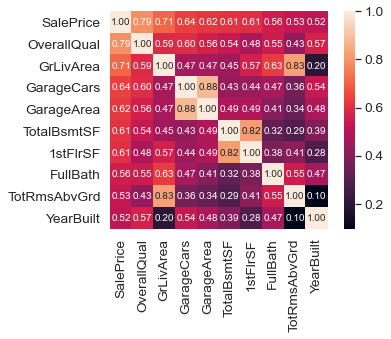 SalePrice 1.00 0.79 0.71 0.64 0.62 0.61 0.61 0.56 0.53 0.52
OverallQual 0.79 1.00 0.59 0.60 0.56 0.54 0.48 0.55 0.43 0.57
GrLivArea 0.71 0.59 1.00 0.47 0.47 0.45 0.57 0.63 0.83 0.20
GarageCars 0.64 0.60 0.47 1.00 0.88 0.43 0.44 0.47 0.36 0.54
GarageArea 0.62 0.56 0.47 0.88 1.00 0.49 0.49 0.41 0.34 0.48
TotalBsmtSF 0.61 0.54 0.45 0.43 0.49 1.00 0.82 0.32 0.29 0.39
1stFlrSF 0.61 0.48 0.57 0.44 0.49 0.82 1.00 0.38 0.41 0.28
FullBath 0.56 0.55 0.63 0.47 0.41 0.32 0.38 1.00 0.55 0.47
TotRmsAbvGrd 0.53 0.43 0.83 0.36 0.34 0.29 0.41 0.55 1.00 0.10
YearBuilt 0.52 0.57 0.20 0.54 0.48 0.39 0.28 0.47 0.10 1.00
SalePrice
OverallQual
GrLivArea
GarageCars
GarageArea
TotalBsmtSF
1stFlrSF
FullBath
TotRmsAbvGrd
YearBuilt
1.0
0.8
0.6
0.4
0.2